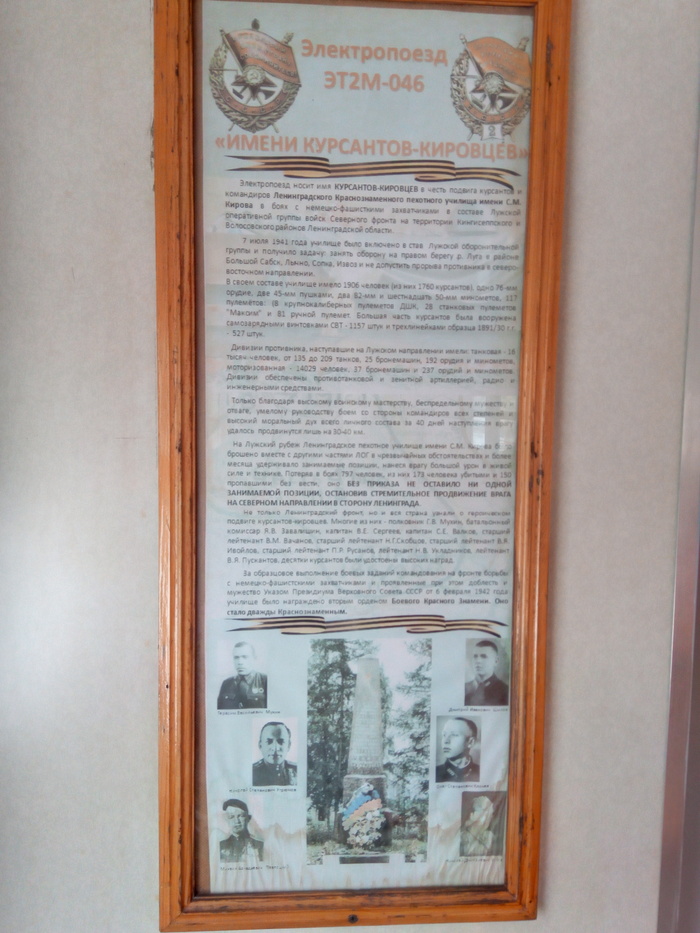 Электропоезд
ЭТ2М-046
«ИМЕНИ КУРСАНТОВ-КИРОВЦЕВ»
Электропоезд носит имя КУРСАНТОВ-КИРОВЦЕВ в честь подвига курсантов и
командиров Ленинградского Краснознаменного пехотного училища имени С.М.
Кирова в боях с немецко-фашистскими захватчиками в составе Лужской
оперативной группы войск Северного фронта на территории Кингисеппского и
Волосовского районов Ленинградской области.
7 июля 1941 года училище было включено в став Лужской оборонительной
группы и получило задачу: занять оборону на правом берегу р. Луга в районе
Большой Сабск, Лычно, Сопка, Извоз и не допустить прорыва противника в северо-
восточном направлении.
В своем составе училище имело 1906 человек (из них 1760 курсантов), одно 76-мм
орудие, две 45-мм пушками, два 82-мм и шестнадцать 50-мм минометов, 117
пулеметов: (8 крупнокалиберных пулеметов ДШК, 28 станковых пулеметов
"Максим" и 81 ручной пулемет. Большая часть курсантов была вооружена
самозарядными винтовками СВТ - 1157 штук и трехлинейками образца 1891/30 г.г.
- 527 штук.
Дивизии противника, наступавшие на Лужском направлении имели: танковая - 16
тысяч человек, от 135 до 209 танков, 25 бронемашин, 192 орудия и минометов,
моторизованная - 14029 человек, 37 бронемашин и 237 орудий и минометов.
Дивизии обеспечены противотанковой и зенитной артиллерией, радио и
инженерными средствами.
Только благодаря высокому воинскому мастерству, беспредельному мужеству и
отваге, умелому руководству боем со стороны командиров всех степеней и
высокий моральный дух всего личного состава за 40 дней наступавшим врагу
удалось продвинутся лишь на 30-40 км.
На Лужский рубеж Ленинградское пехотное училище имени С.М. Кирова было
брошено вместе с другими частями ЛОГ в чрезвычайных обстоятельствах и более
месяца удерживало занимаемые позиции, нанеся врагу большой урон в живой
силе и технике. Потеряв в боях 797 человек, из них 173 человека убитыми и 150
пропавшими без вести, оно БЕЗ ПРИКАЗА НЕ ОСТАВИЛО НИ ОДНОЙ
ЗАНИМАЕМОЙ ПОЗИЦИИ, ОСТАНОВИВ СТРЕМИТЕЛЬНОЕ ПРОДВИЖЕНИЕ ВРАГА
НА СЕВЕРНОМ НАПРАВЛЕНИИ В СТОРОНУ ЛЕНИНГРАДА.
Не только Ленинградский фронт, но и вся страна узнала о героическом
подвиге курсантов-кировцев. Многие из них - полковник Г.В. Мухин, батальонный
комиссар Я.В. Завалишин, капитан В.Е. Сергеев, капитан С.Е. Волков, старший
лейтенант В.М. Вачанов, старший лейтенант Н.Г.Скобцов, старший лейтенант В.Я.
Ивойлов, старший лейтенант П.Я. Русанов, лейтенант Н.В. Укладников, лейтенант
В.Я. Пускантов, десятки курсантов были удостоены высоких наград.
За образцовое выполнение боевых заданий командования на фронте борьбы
с немецко-фашистскими захватчиками и проявленные при этом доблесть и
мужество Указом Президиума Верховного Совета СССР от 6 февраля 1942 года
училище было награждено вторым орденом Боевого Красного Знамени. Оно
стало дважды Краснознаменным.